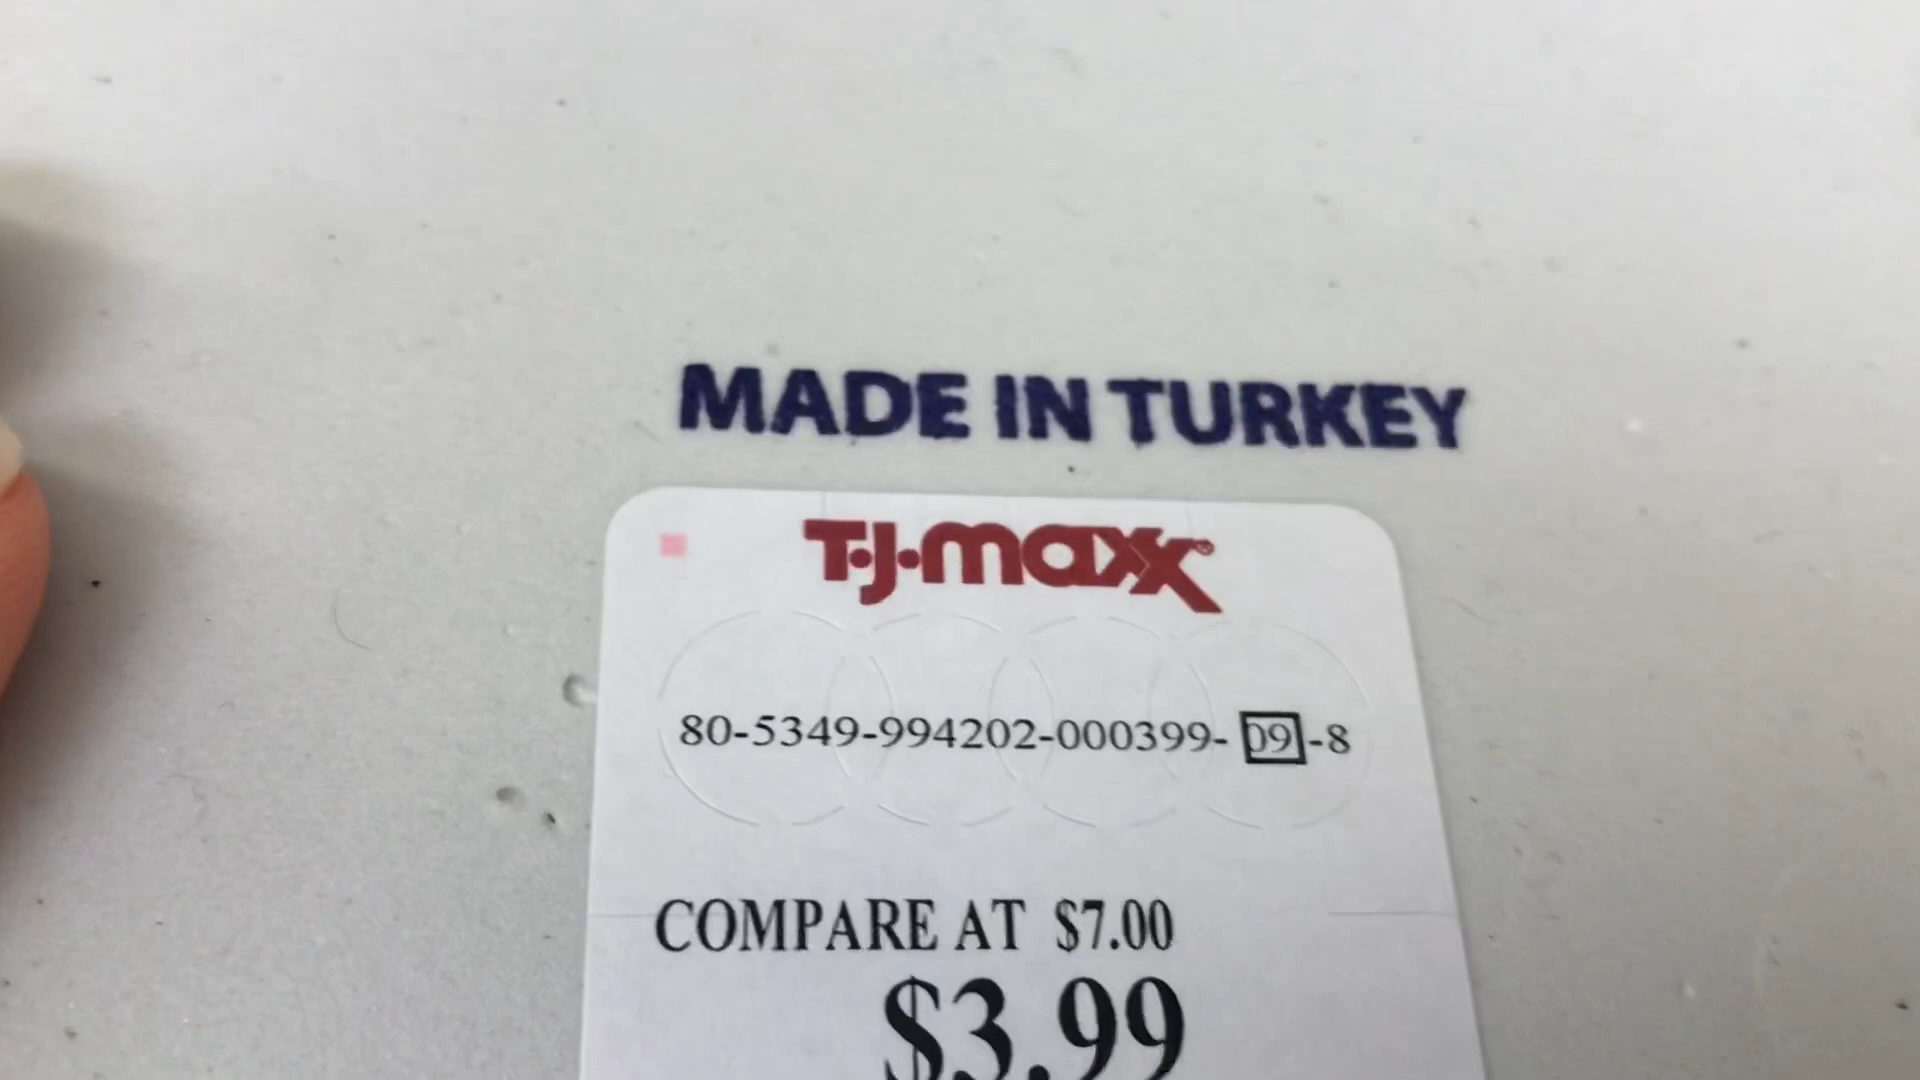 MADE IN TURKEY
T·J·maxx®
80-5349-994202-000399- 09 -8
COMPARE AT $7.00
$3.99